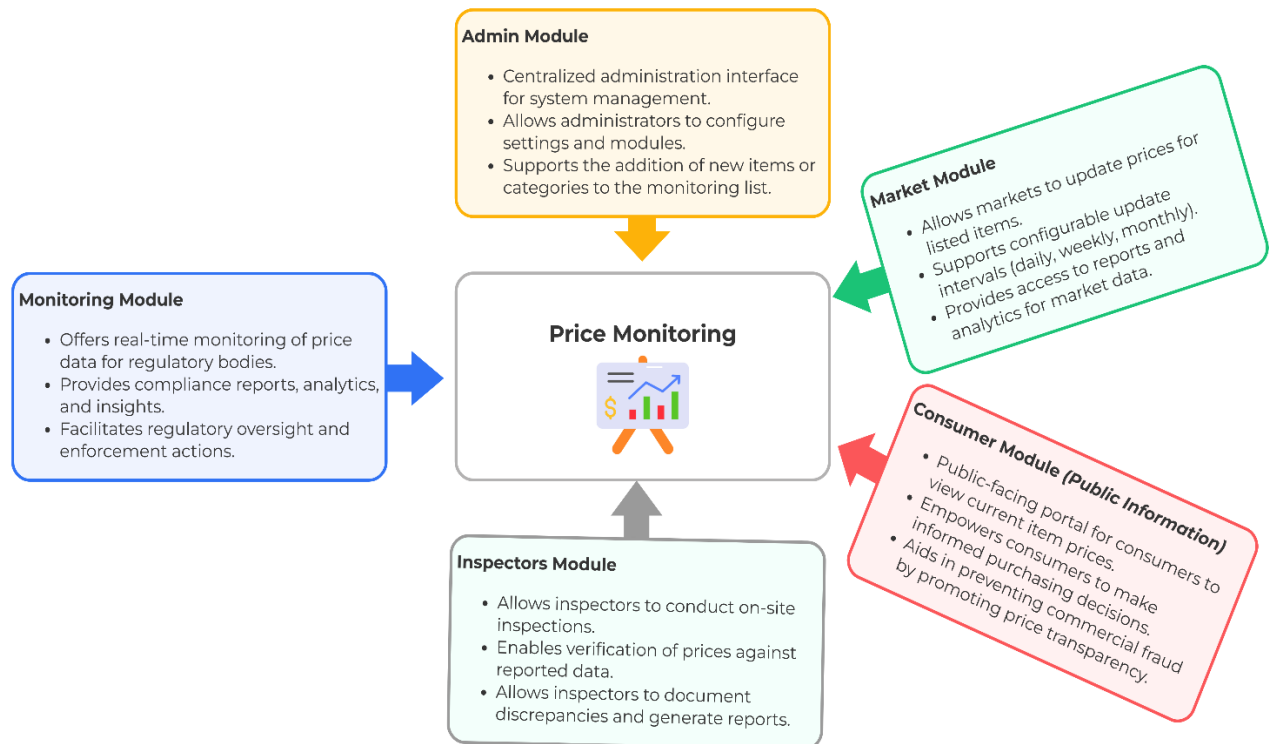 Admin Module
• Centralized administration interface
for system management.
• Allows administrators to configure
settings and modules.
• Supports the addition of new items or
categories to the monitoring list.
Market Module
• Allows markets to update prices for
listed items.
• Supports configurable update
intervals (daily, weekly, monthly).
• Provides access to reports and
analytics for market data.
Monitoring Module
• Offers real-time monitoring of price
data for regulatory bodies.
• Provides compliance reports, analytics,
and insights.
• Facilitates regulatory oversight and
enforcement actions.
Price Monitoring
$
Consumer Module (Public Information)
• Public-facing portal for consumers to
view current item prices.
• Empowers consumers to make
informed purchasing decisions.
• Aids in preventing commercial fraud
by promoting price transparency.
Inspectors Module
• Allows inspectors to conduct on-site
inspections.
• Enables verification of prices against
reported data.
• Allows inspectors to document
discrepancies and generate reports.